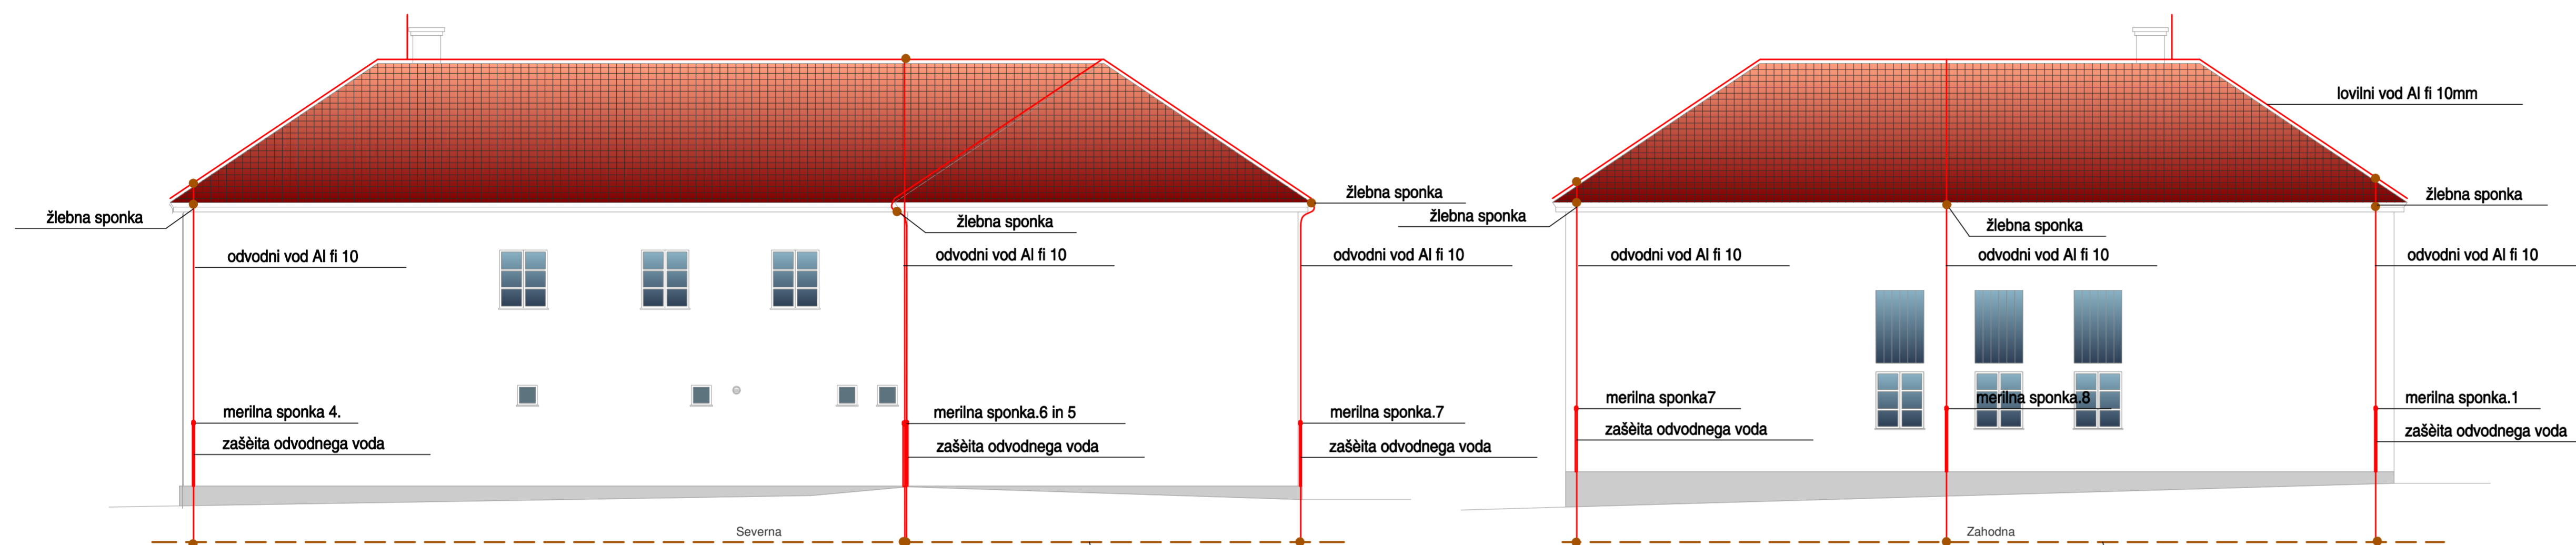 lovilni vod Al fi 10mm
žlebna sponka
žlebna sponka
žlebna sponka
žlebna sponka
žlebna sponka
žlebna sponka
odvodni vod Al fi 10
odvodni vod Al fi 10
odvodni vod Al fi 10
odvodni vod Al fi 10
odvodni vod Al fi 10
odvodni vod Al fi 10
merilna sponka 4.
merilna sponka.6 in 5
merilna sponka.7
merilna sponka7
merilna sponka.8
merilna sponka.1
zašèita odvodnega voda
zašèita odvodnega voda
zašèita odvodnega voda
zašèita odvodnega voda
zašèita odvodnega voda
Severna
Zahodna